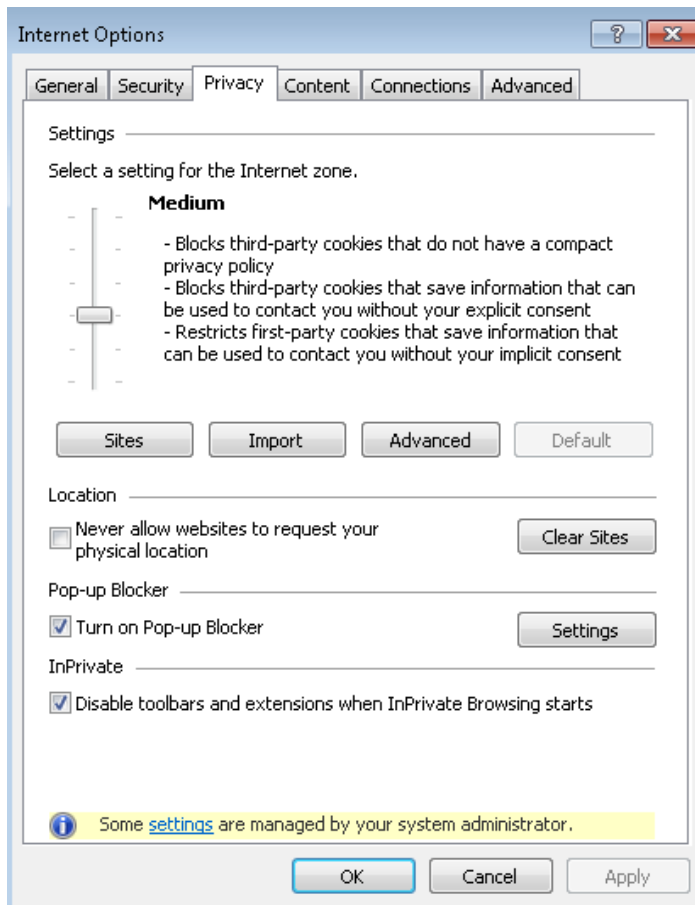 Internet Options
General Security Privacy Content Connections Advanced
Settings
Select a setting for the Internet zone.
Medium
- Blocks third-party cookies that do not have a compact
privacy policy
- Blocks third-party cookies that save information that can
be used to contact you without your explicit consent
- Restricts first-party cookies that save information that
can be used to contact you without your implicit consent
Sites Import Advanced Default
Location
Never allow websites to request your
physical location
Clear Sites
Pop-up Blocker
Turn on Pop-up Blocker
Settings
InPrivate
Disable toolbars and extensions when InPrivate Browsing starts
Some settings are managed by your system administrator.
OK Cancel Apply